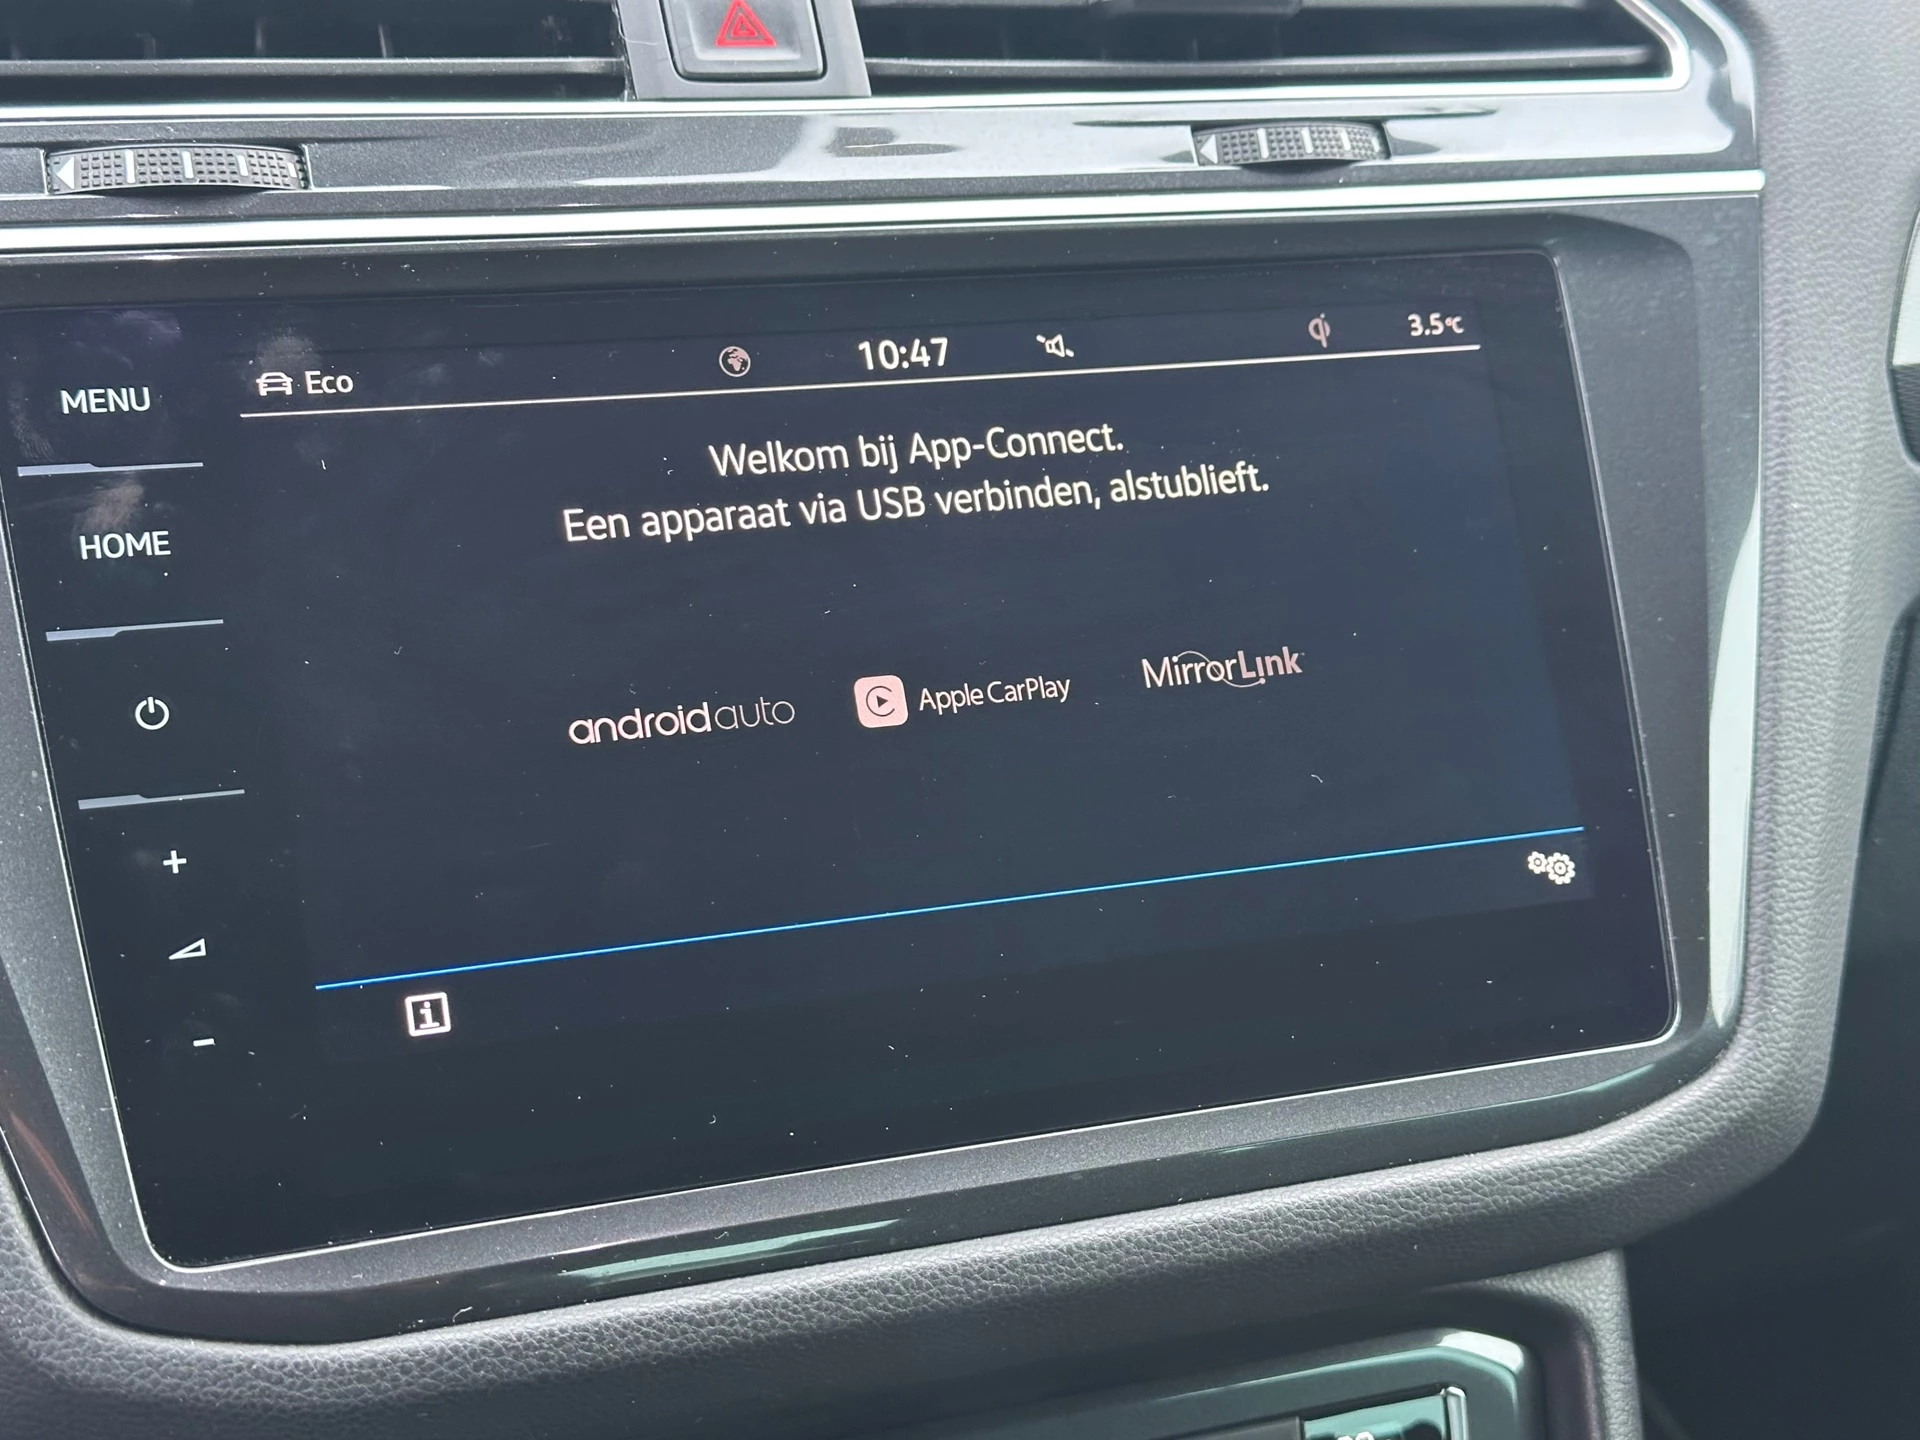 MENU
HOME
Eco
10:47
3.5°C
Welkom bij App-Connect.
Een apparaat via USB verbinden, alstublieft.
androidauto
Apple CarPlay
MirrorLink